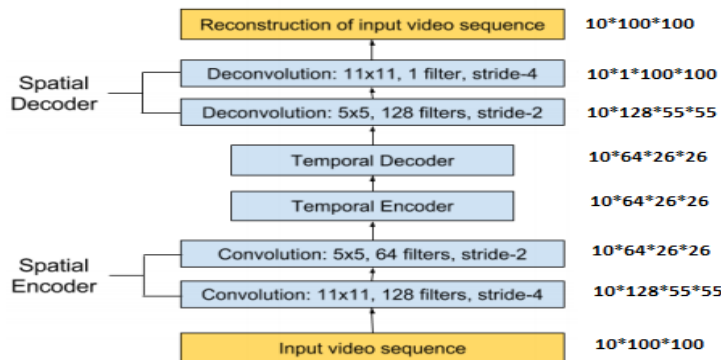 Reconstruction of input video sequence 10*100*100
Spatial
Decoder
Deconvolution: 11x11, 1 filter, stride-4 10*1*100*100
Deconvolution: 5x5, 128 filters, stride-2 10*128*55*55
Temporal Decoder 10*64*26*26
Temporal Encoder 10*64*26*26
Spatial
Encoder
Convolution: 5x5, 64 filters, stride-2 10*64*26*26
Convolution: 11x11, 128 filters, stride-4 10*128*55*55
Input video sequence 10*100*100